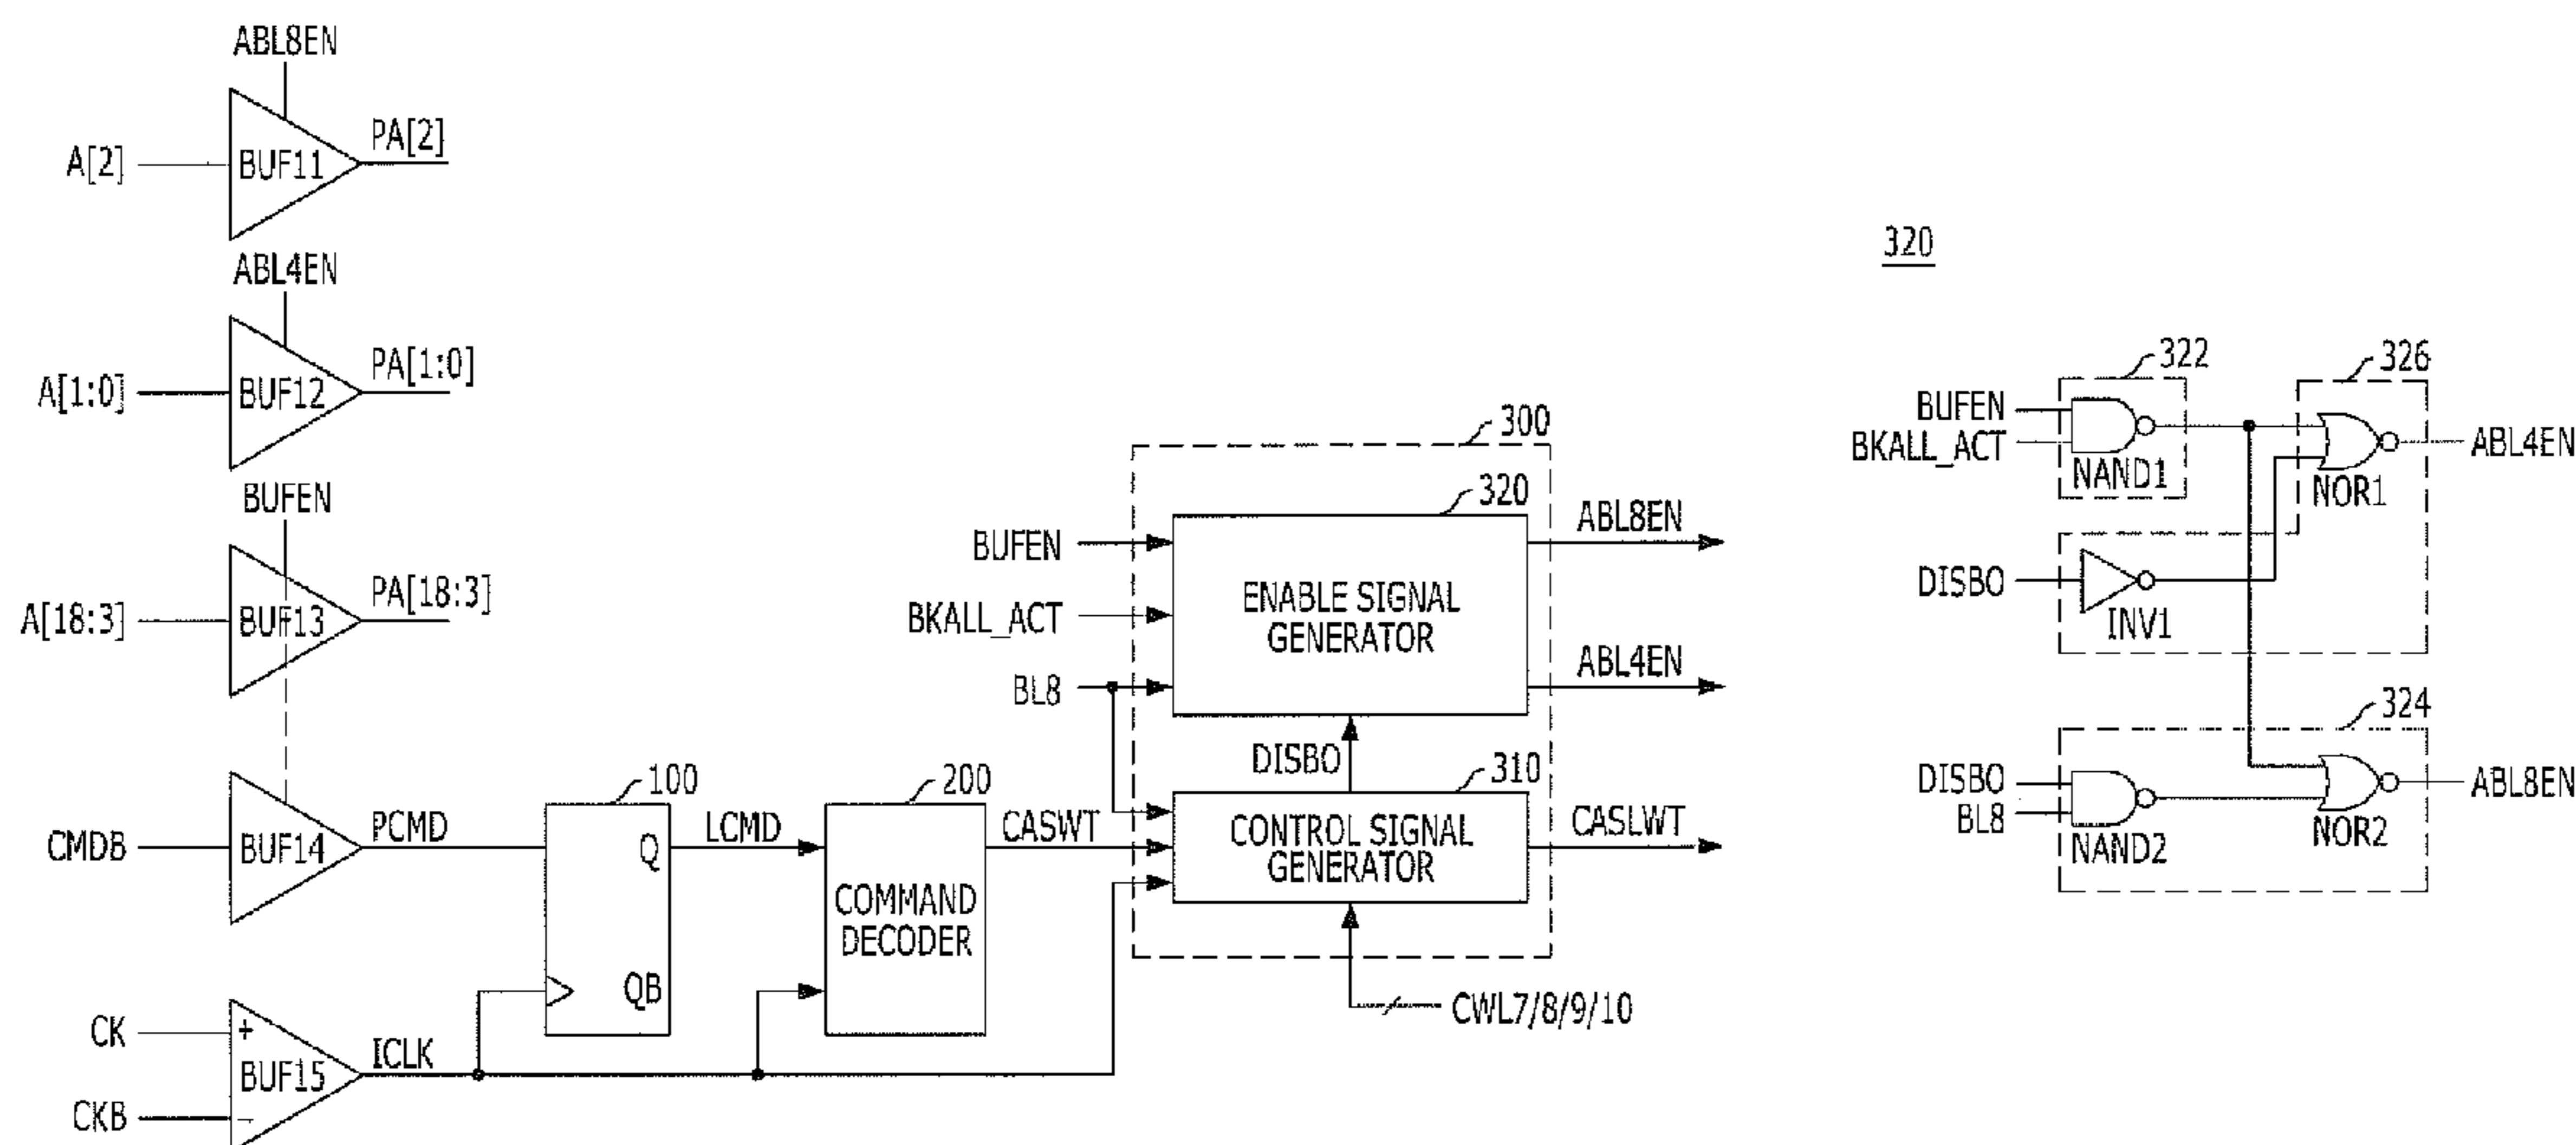 ABL8EN
A[2]
BUF11
PA[2]
ABL4EN
A[1:0]
BUF12
PA[1:0]
BUFEN
A[18:3]
BUF13
PA[18:3]
CMDB
BUF14
PCMD
100
Q
QB
LCMD
200
COMMAND
DECODER
CASWT
CK
+
BUF15
CKB
-
ICLK
300
320
BUFEN
BKALL_ACT
BL8
ENABLE SIGNAL
GENERATOR
ABL8EN
ABL4EN
DISBO
310
CONTROL SIGNAL
GENERATOR
CASLWT
CWL7/8/9/10
320
322
326
BUFEN
BKALL_ACT
NAND1
NOR1
ABL4EN
DISBO
INV1
324
DISBO
BL8
NAND2
NOR2
ABL8EN